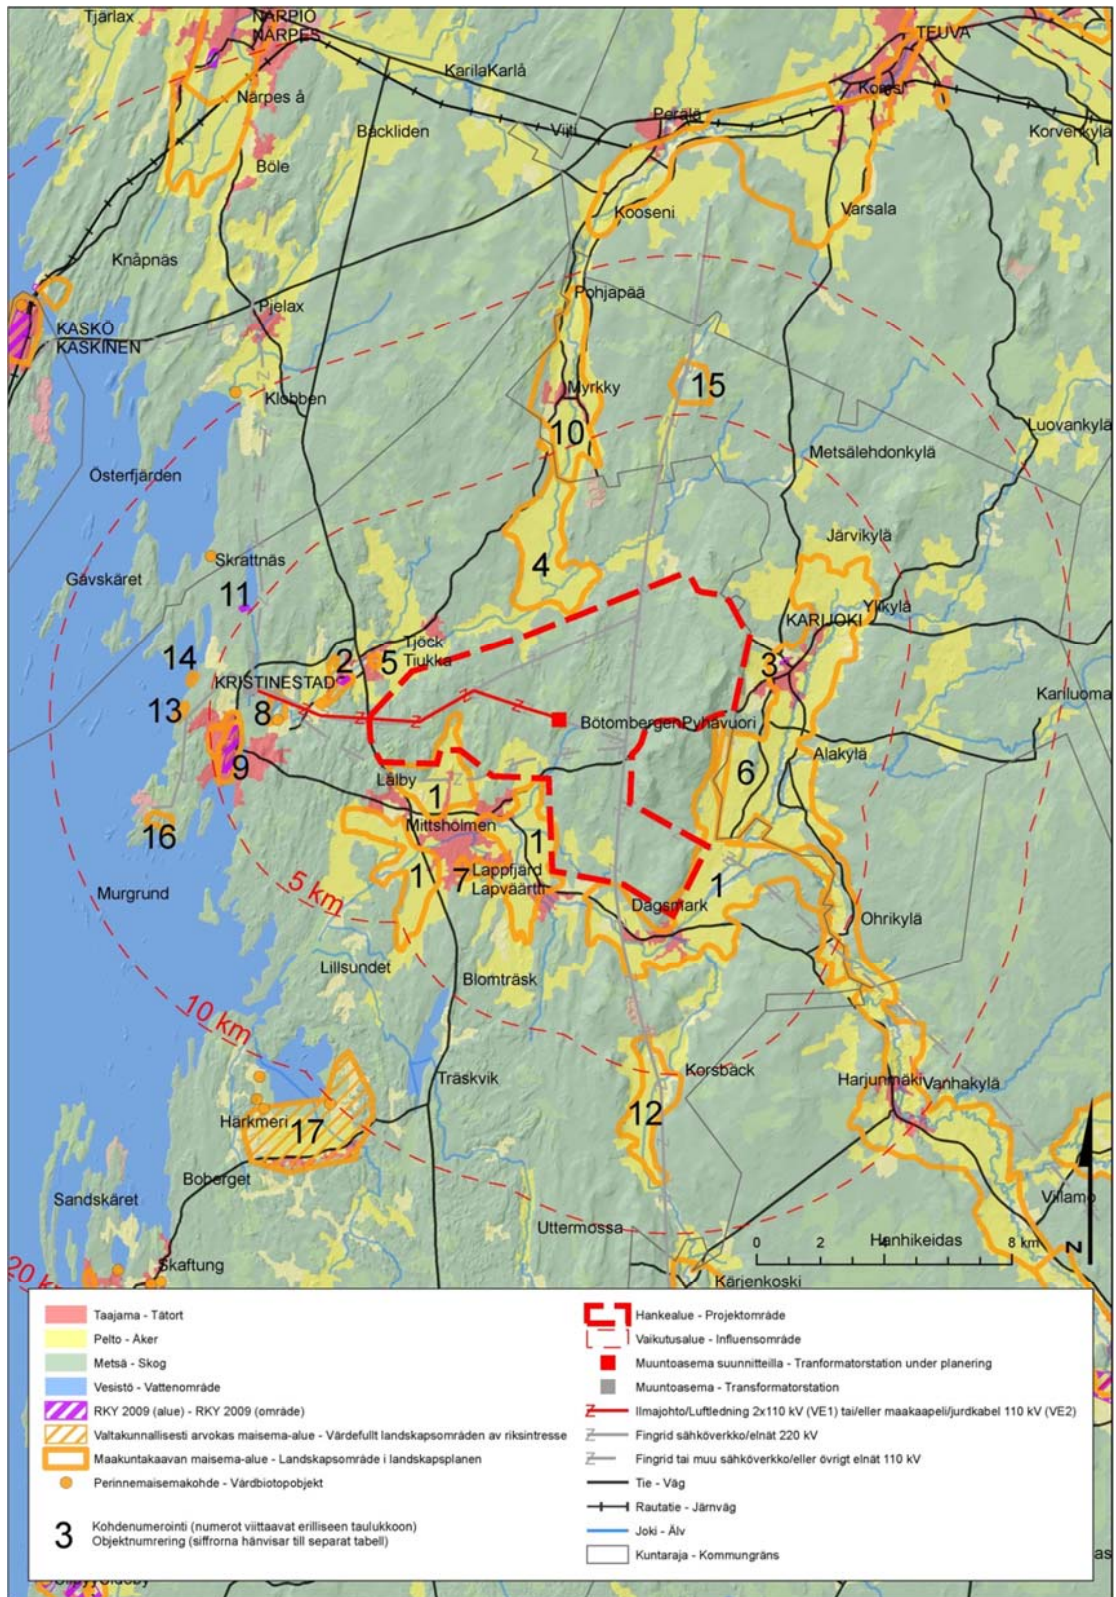 Tjärlax
NÄRPIÖ
NÄRPES
TEUVA
KarilaKarlå
Närpes å
Korssi
Perälä
Backliden
Viiti
Korvenkylä
Böle
Kooseni
Varsala
Knåpnäs
Pohjapää
Pjelax
KASKÖ
KASKINEN
Myrkky
15
Klobben
10
Luovankylä
Metsälehdonkylä
Österfjärden
Järvikylä
Skrattnäs
4
Gåvskäret
11
Ylikylä
KARIJOKI
Tjöck
Tiukka
14
2
5
3
KRISTINESTAD
Kariluoma
13
8
BötombergenPyhävuori
Alakylä
9
6
Lålby
1
Mittsholmen
16
1
1
7
Lappfjärd
Lapväärtti
1
Murgrund
5 km
Dagsmark
Ohrikylä
Lillsundet
Blomträsk
10 km
Korsbäck
Träskvik
HarjunmäkiVanhakylä
Härkmeri
17
12
Boberget
Sandskäret
Villamo
Uttermossa
Hanhikeidas
0 2 4 8 km
N
20 km
Skaftung
Kärjenkoski
Taajama - Tätort
Pelto - Åker
Metsä - Skog
Vesistö - Vattenområde
RKY 2009 (alue) - RKY 2009 (område)
Valtakunnallisesti arvokas maisema-alue - Värdefullt landskapsområden av riksintresse
Maakuntakaavan maisema-alue - Landskapsområde i landskapsplanen
Perinnemaisemakohde - Vårdbiotopobjekt
3
Kohdenumerointi (numerot viittaavat erilliseen taulukkoon)
Objektnumrering (siffrorna hänvisar till separat tabell)
Hankealue - Projektområde
Vaikutusalue - Influensområde
Muuntoasema suunnitteilla - Tranformatorstation under planering
Muuntoasema - Transformatorstation
Ilmajohto/Luftledning 2x110 kV (VE1) tai/eller maakaapeli/jurdkabel 110 kV (VE2)
Fingrid sähköverkko/elnät 220 kV
Fingrid tai muu sähköverkko/eller övrigt elnät 110 kV
Tie - Väg
Rautatie - Järnväg
Joki - Älv
Kuntaraja - Kommungräns